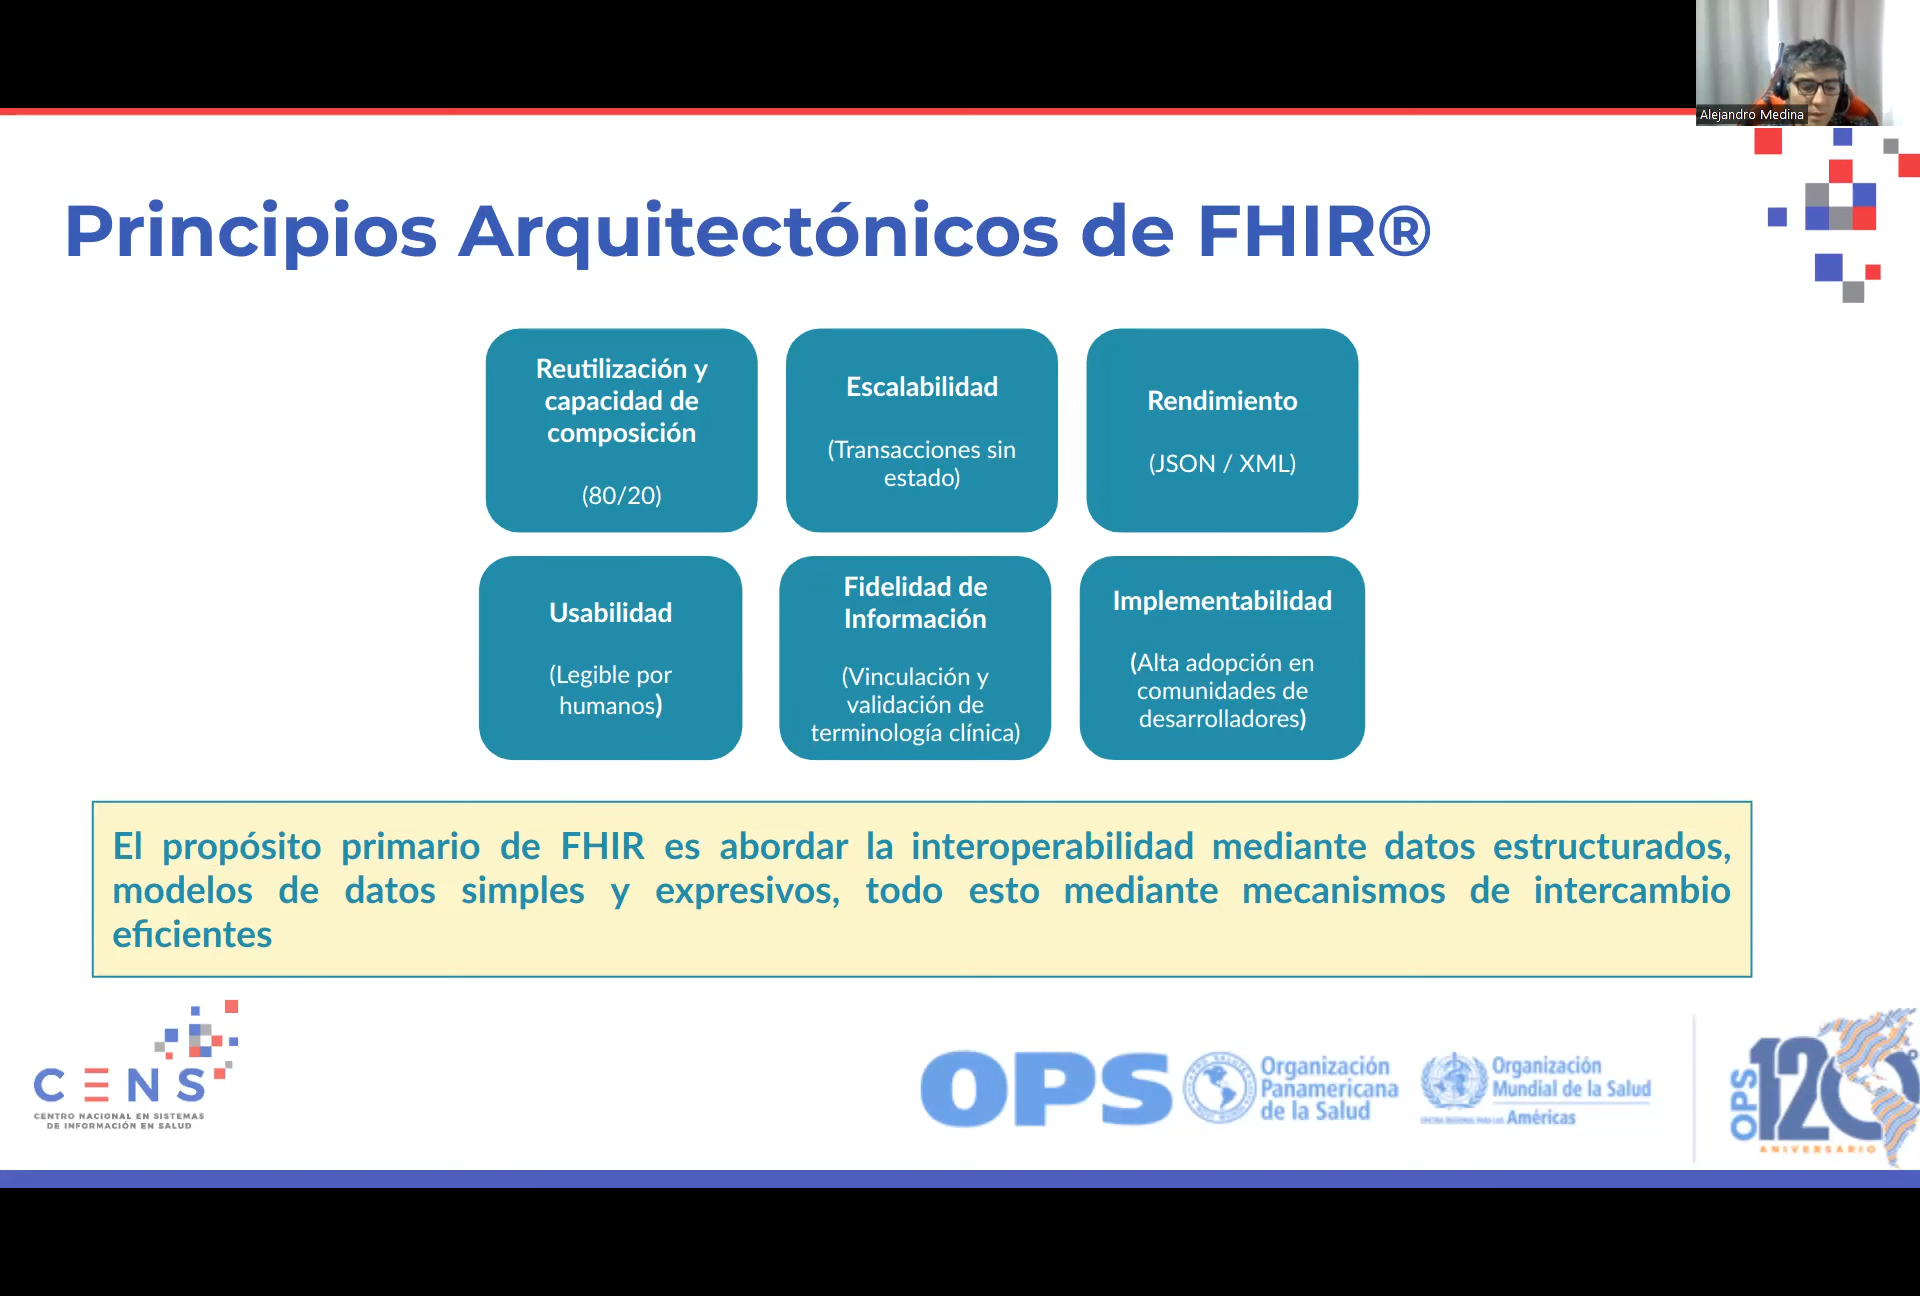 Alejandro Medina
Principios Arquitectónicos de FHIR®
Reutilización y
capacidad de
composición
(80/20)
Escalabilidad
(Transacciones sin
estado)
Rendimiento
(JSON / XML)
Usabilidad
(Legible por
humanos)
Fidelidad de
Información
(Vinculación y
validación de
terminología clínica)
Implementabilidad
(Alta adopción en
comunidades de
desarrolladores)
El propósito primario de FHIR es abordar la interoperabilidad mediante datos estructurados,
modelos de datos simples y expresivos, todo esto mediante mecanismos de intercambio
eficientes
CENS
CENTRO NACIONAL EN SISTEMAS
DE INFORMACIÓN EN SALUD
OPS
Organización
Panamericana
de la Salud
Organización
Mundial de la Salud
Américas
OPS
120
ANIVERSARIO